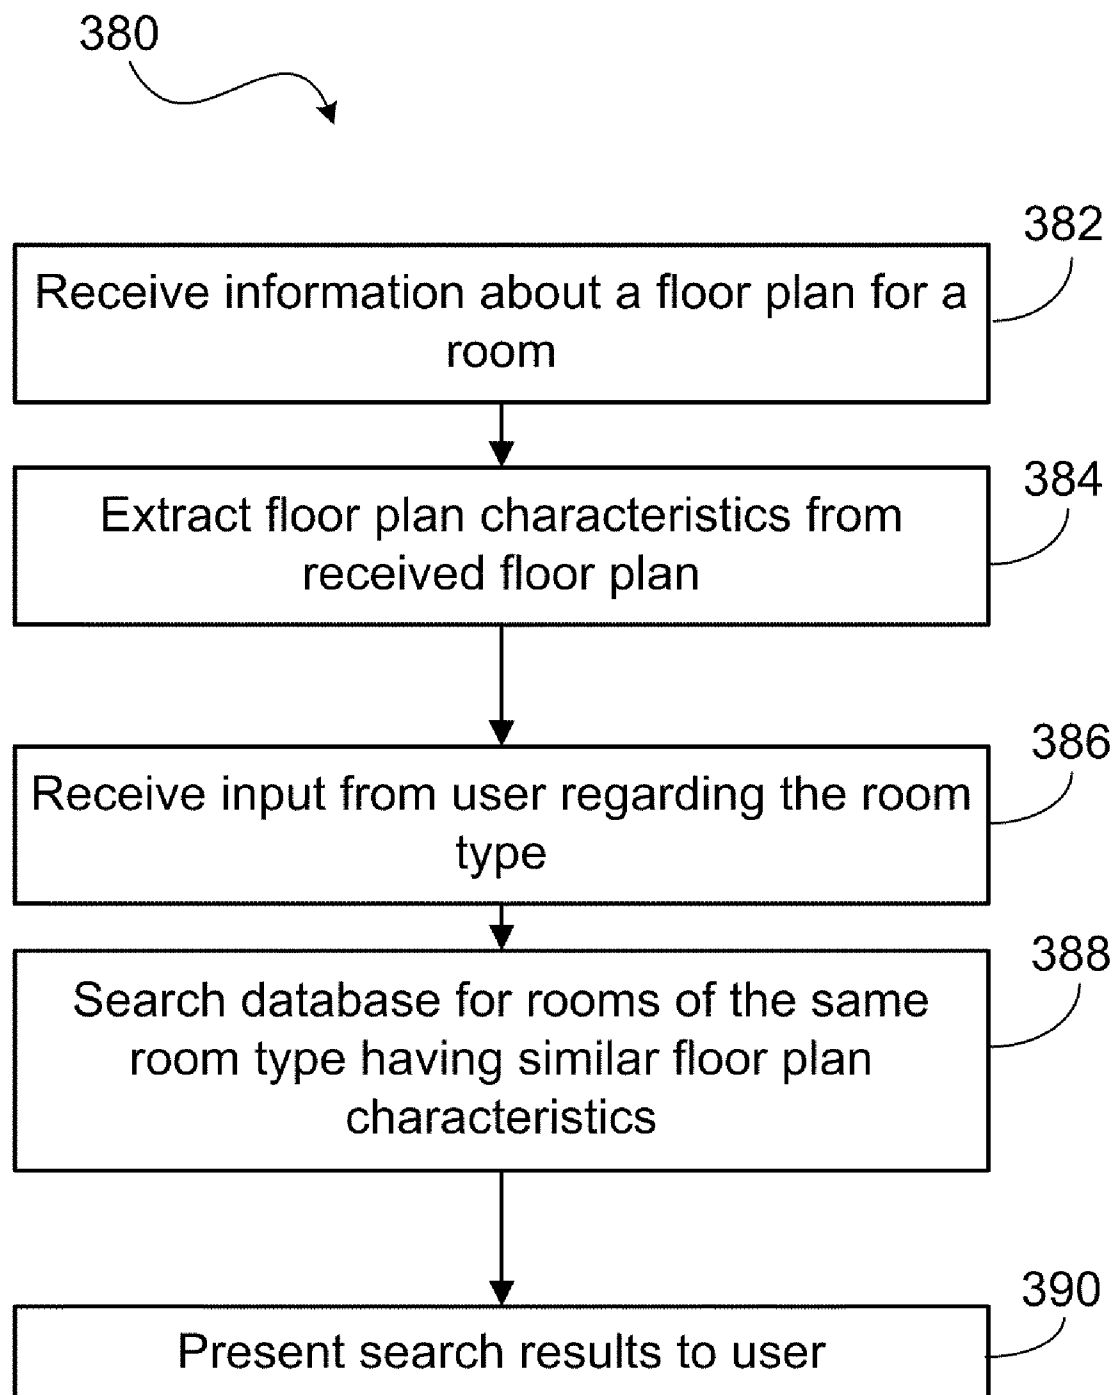 380
382
Receive information about a floor plan for a
room
384
Extract floor plan characteristics from
received floor plan
386
Receive input from user regarding the room
type
388
Search database for rooms of the same
room type having similar floor plan
characteristics
390
Present search results to user